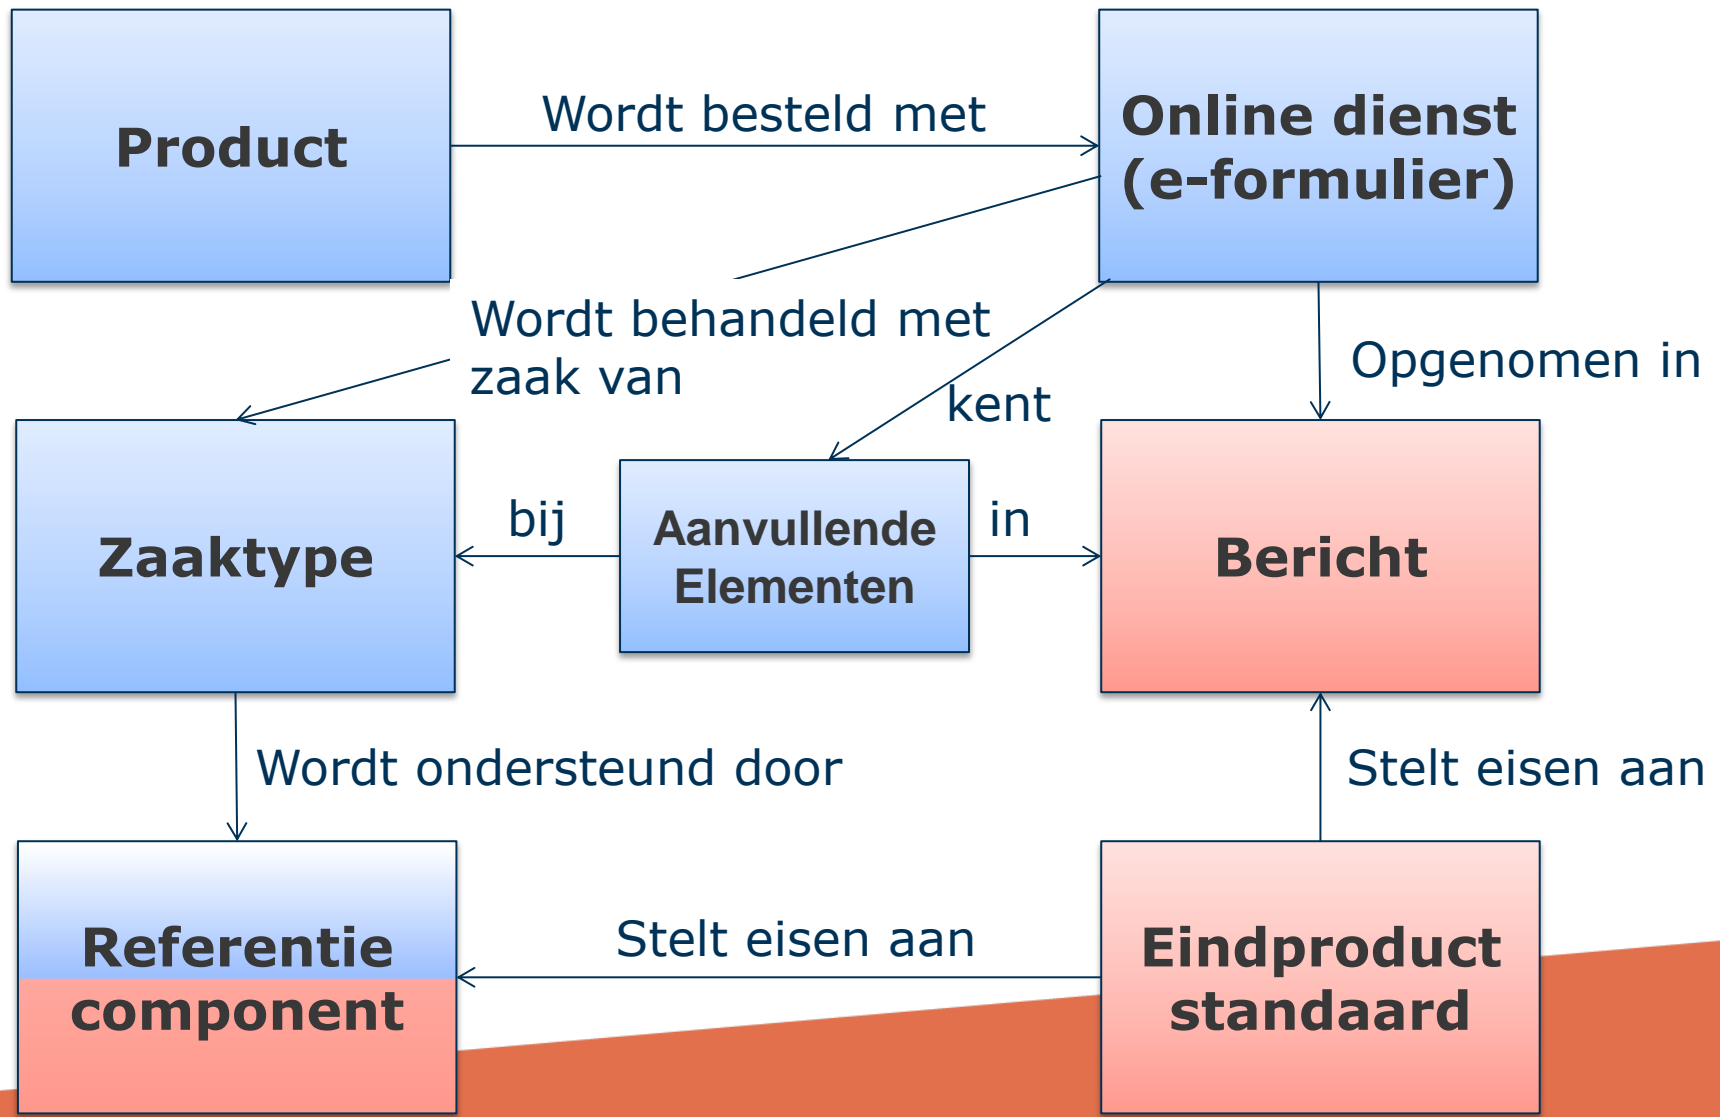 Product
Wordt besteld met
Online dienst
(e-formulier)
Wordt behandeld met
zaak van
kent
Opgenomen in
Zaaktype
bij
Aanvullende
Elementen
in
Bericht
Wordt ondersteund door
Stelt eisen aan
Referentie
component
Stelt eisen aan
Eindproduct
standaard